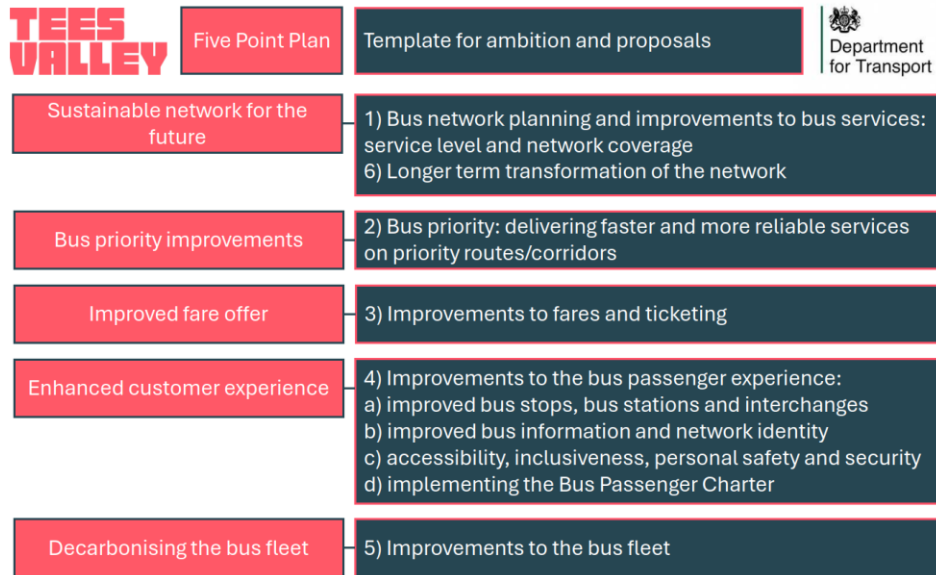 TEES
VALLEY
Five Point Plan
Template for ambition and proposals
Department
for Transport
Sustainable network for the
future
1) Bus network planning and improvements to bus services:
service level and network coverage
6) Longer term transformation of the network
Bus priority improvements
2) Bus priority: delivering faster and more reliable services
on priority routes/corridors
Improved fare offer
3) Improvements to fares and ticketing
Enhanced customer experience
4) Improvements to the bus passenger experience:
a) improved bus stops, bus stations and interchanges
b) improved bus information and network identity
c) accessibility, inclusiveness, personal safety and security
d) implementing the Bus Passenger Charter
Decarbonising the bus fleet
5) Improvements to the bus fleet